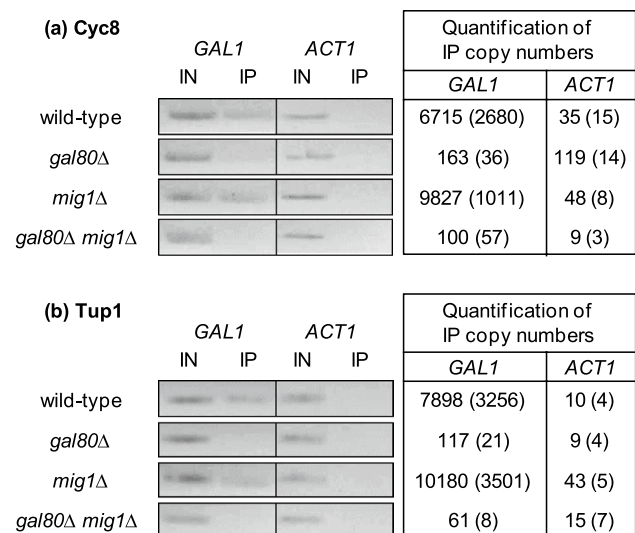 (a) Cyc8
GAL1 ACT1
IN IP IN IP
Quantification of
IP copy numbers
GAL1 ACT1
wild-type 6715 (2680) 35 (15)
gal80Δ 163 (36) 119 (14)
mig1Δ 9827 (1011) 48 (8)
gal80Δ mig1Δ 100 (57) 9 (3)
(b) Tup1
GAL1 ACT1
IN IP IN IP
Quantification of
IP copy numbers
GAL1 ACT1
wild-type 7898 (3256) 10 (4)
gal80Δ 117 (21) 9 (4)
mig1Δ 10180 (3501) 43 (5)
gal80Δ mig1Δ 61 (8) 15 (7)